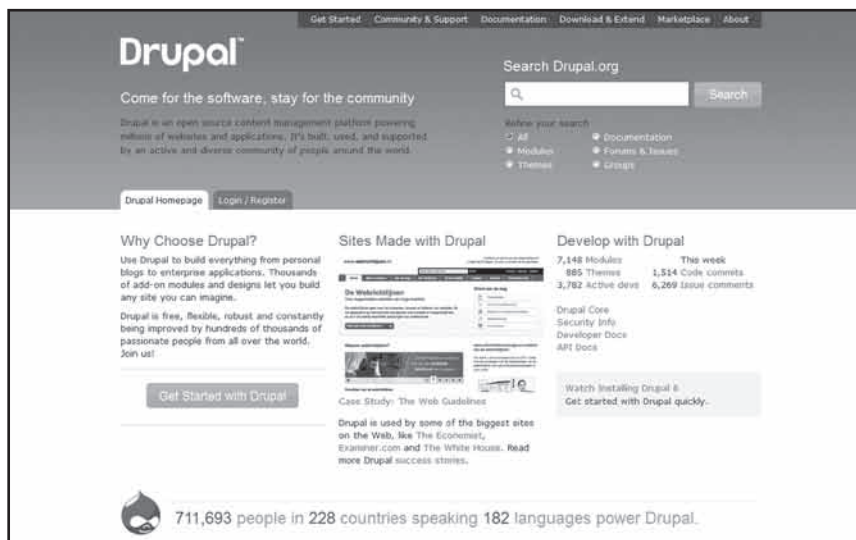 Get Started Community & Support Documentation Download & Extend Marketplace About
Drupal™
Come for the software, stay for the community
Drupal is an open source content management platform powering
millions of websites and applications. It's built, used, and supported
by an active and diverse community of people around the world.
Search Drupal.org
Search
Refine your search
All
Documentation
Modules
Forums & Issues
Themes
Groups
Drupal Homepage
Login / Register
Why Choose Drupal?
Use Drupal to build everything from personal
blogs to enterprise applications. Thousands
of add-on modules and designs let you build
any site you can imagine.
Drupal is free, flexible, robust and constantly
being improved by hundreds of thousands of
passionate people from all over the world.
Join us!
Get Started with Drupal
Sites Made with Drupal
De Webrichtlijnen
Case Study: The Web Guidelines
Drupal is used by some of the biggest sites
on the Web, like The Economist,
Examiner.com and The White House. Read
more Drupal success stories.
Develop with Drupal
7,148 Modules
885 Themes
3,782 Active devs
This week
1,514 Code commits
6,269 Issue comments
Drupal Core
Security Info
Developer Docs
API Docs
Watch Installing Drupal 6
Get started with Drupal quickly.
711,693 people in 228 countries speaking 182 languages power Drupal.